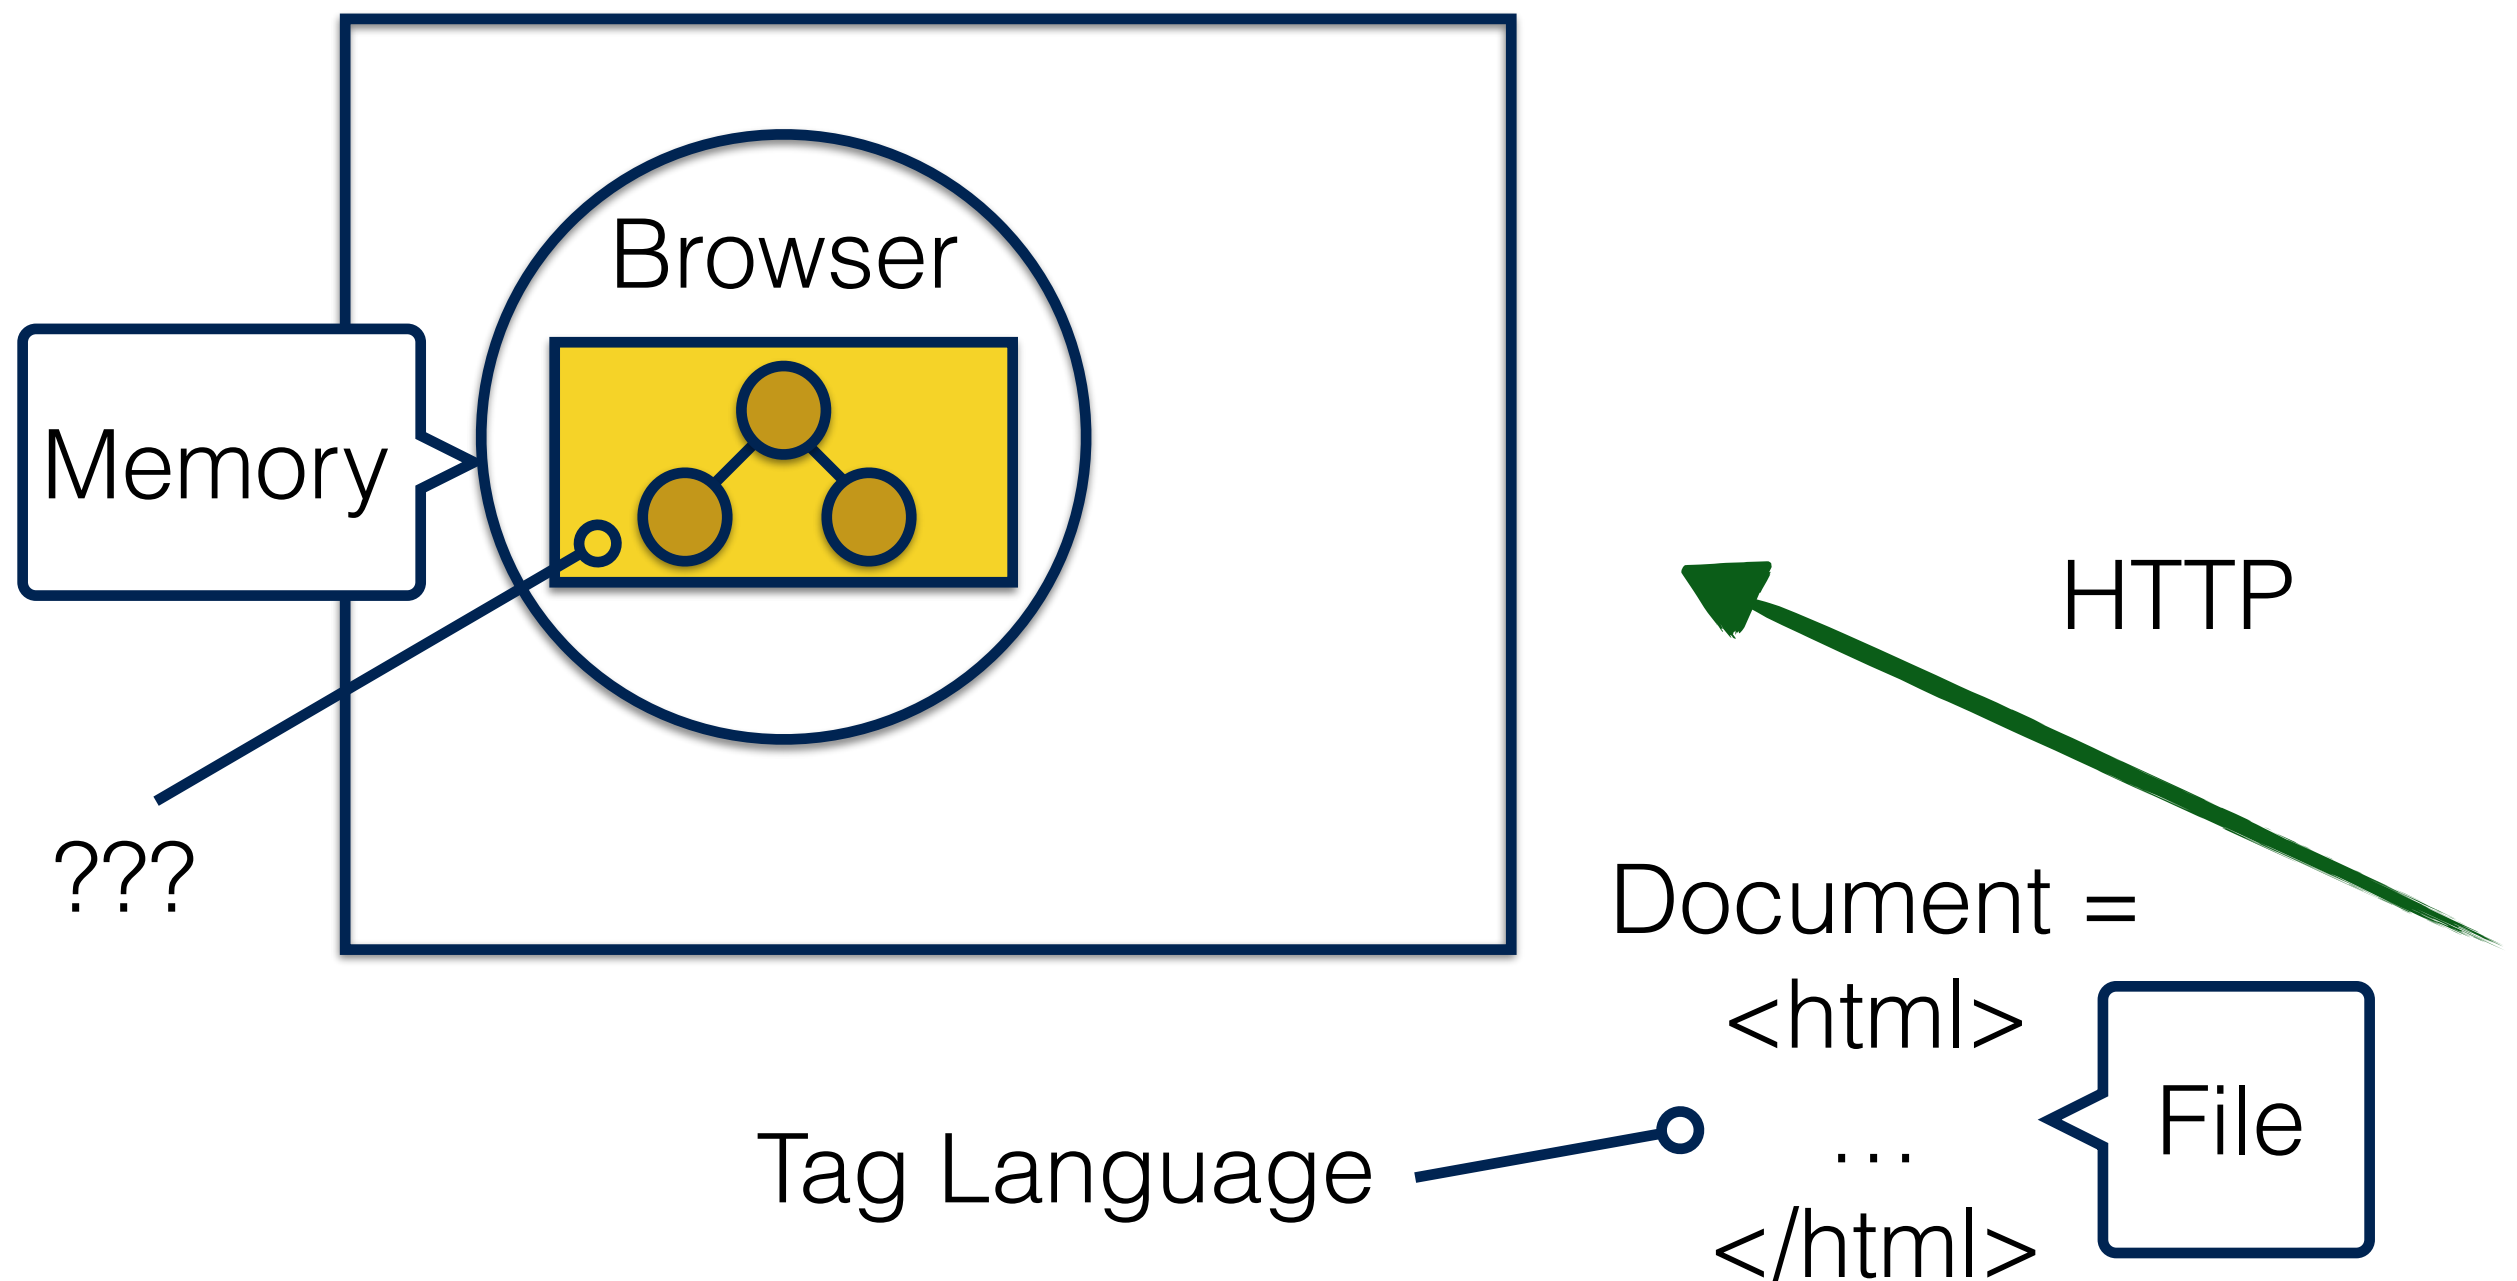 Browser
Memory
HTTP
???
Document =
<html>
...
</html>
File
Tag Language